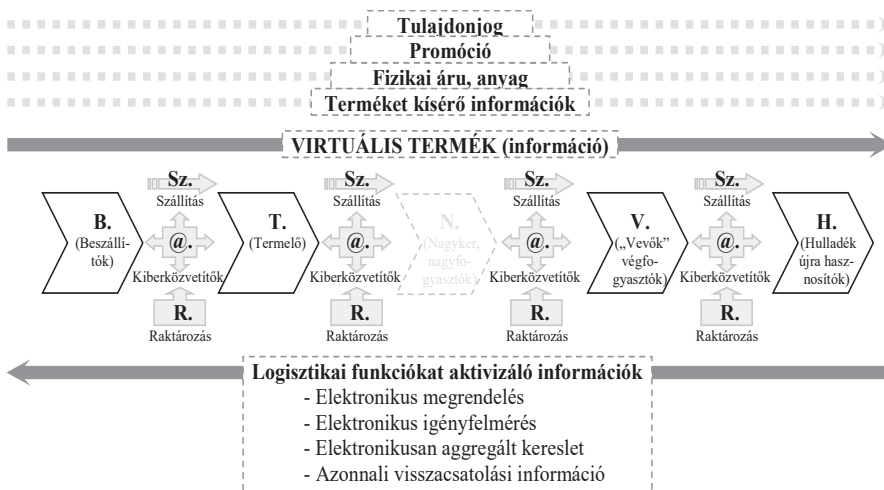 Tulajdonjog
Promóció
Fizikai áru, anyag
Terméket kísérő információk
VIRTUÁLIS TERMÉK (információ)
Sz.
Szállítás
Sz.
Szállítás
Sz.
Szállítás
Sz.
Szállítás
B.
(Beszállí-
tók)
@.
T.
(Termelő)
@.
N.
(Nagyker,
nagyfo-
gyasztók)
@.
V.
(„Vevők”
végfo-
gyasztók)
@.
H.
(Hulladék
újra hasz-
nosítók)
Kiberközvetítők
Kiberközvetítők
Kiberközvetítők
Kiberközvetítők
R.
Raktározás
R.
Raktározás
R.
Raktározás
R.
Raktározás
Logisztikai funkciókat aktivizáló információk
- Elektronikus megrendelés
- Elektronikus igényfelmérés
- Elektronikusan aggregált kereslet
- Azonnali visszacsatolási információ